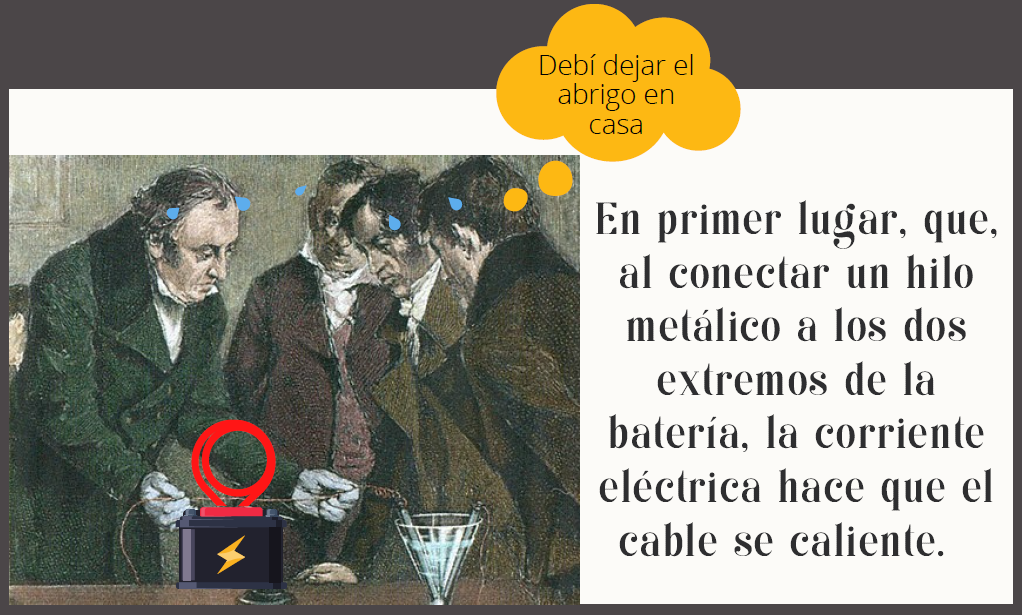 Debí dejar el
abrigo en
casa
En primer lugar, que,
al conectar un hilo
metálico a los dos
extremos de la
batería, la corriente
eléctrica hace que el
cable se caliente.